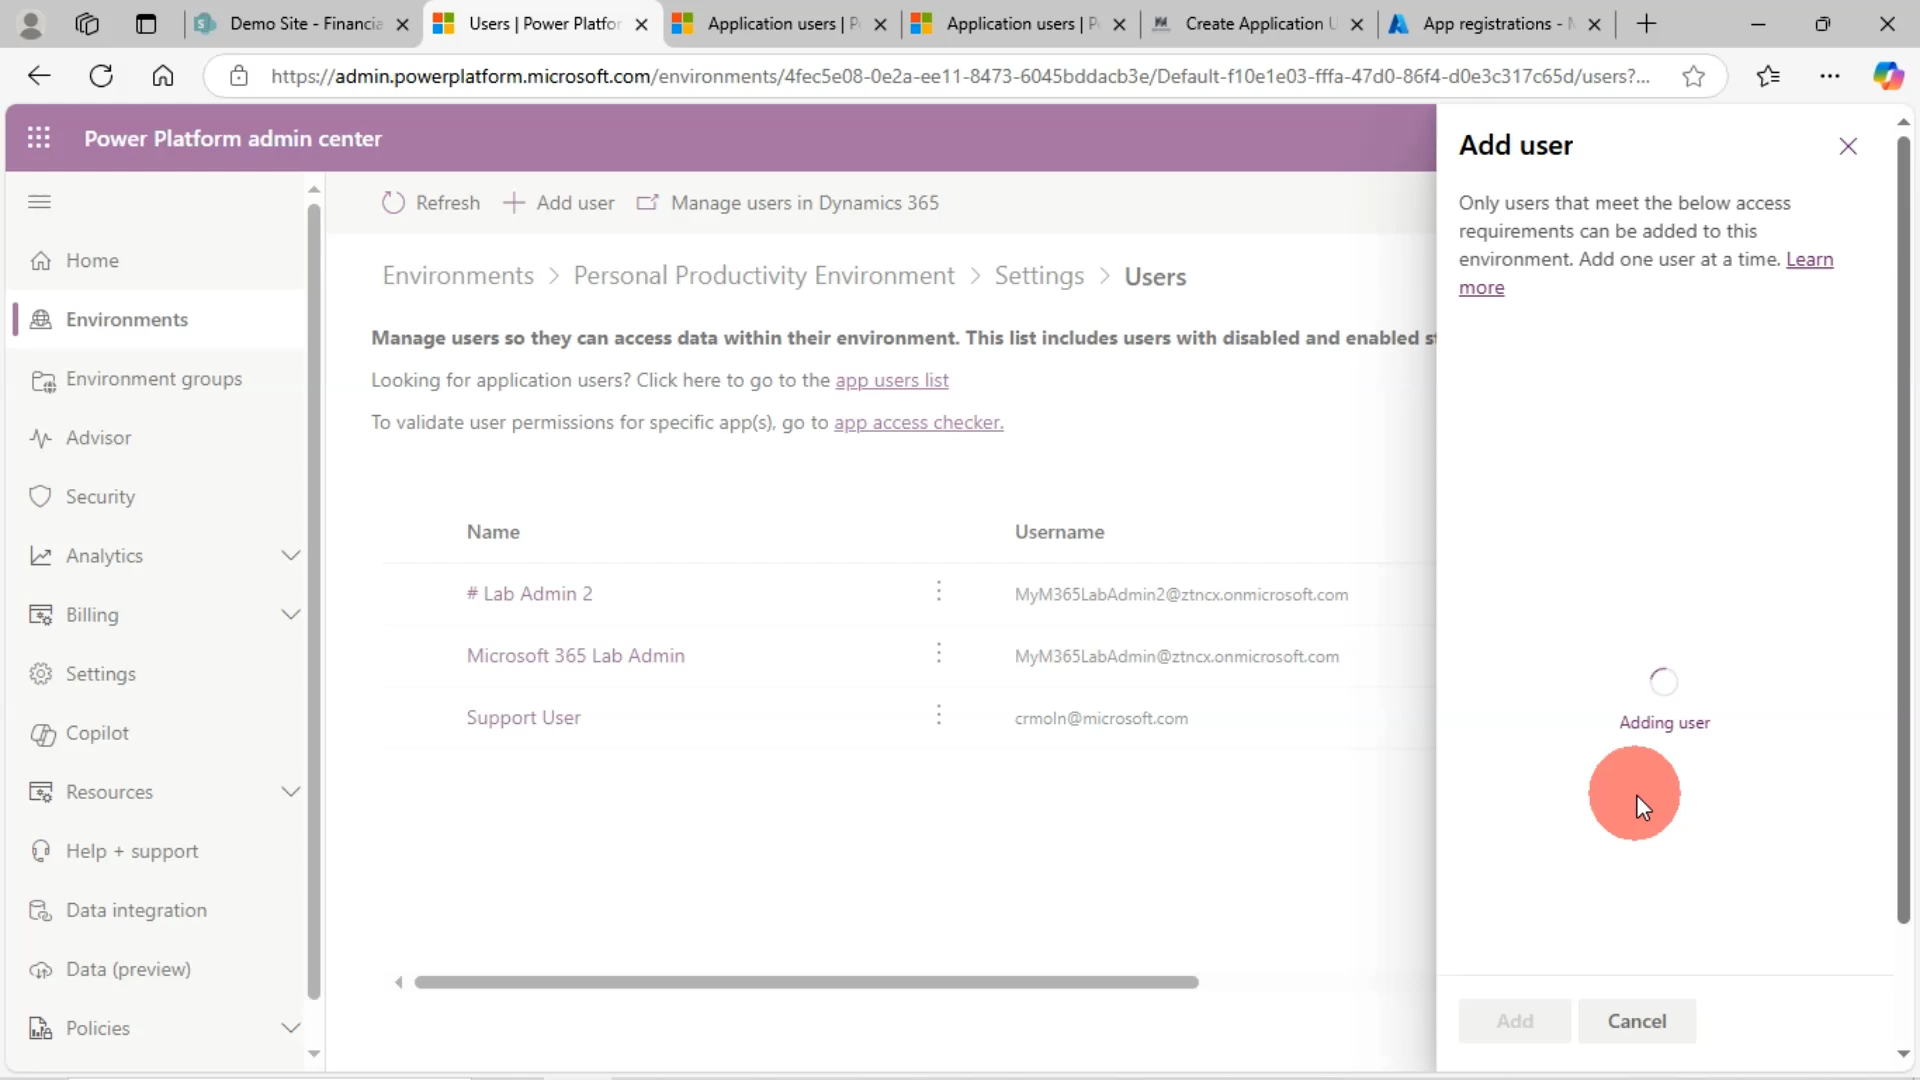 Demo Site - Financia
Users | Power Platfor
Application users | P
Application users | P
Create Application U
App registrations -
https://admin.powerplatform.microsoft.com/environments/4fec5e08-0e2a-ee11-8473-6045bddacb3e/Default-f10e1e03-fffa-47d0-86f4-d0e3c317c65d/users?...
Power Platform admin center
Home
Environments
Environment groups
Advisor
Security
Analytics
Billing
Settings
Copilot
Resources
Help + support
Data integration
Data (preview)
Policies
Refresh
Add user
Manage users in Dynamics 365
Environments > Personal Productivity Environment > Settings > Users
Manage users so they can access data within their environment. This list includes users with disabled and enabled
Looking for application users? Click here to go to the app users list
To validate user permissions for specific app(s), go to app access checker.
Name Username
# Lab Admin 2 MyM365LabAdmin2@ztncx.onmicrosoft.com
Microsoft 365 Lab Admin MyM365LabAdmin@ztncx.onmicrosoft.com
Support User crmoln@microsoft.com
Add user
Only users that meet the below access
requirements can be added to this
environment. Add one user at a time. Learn
more
Adding user
Add
Cancel